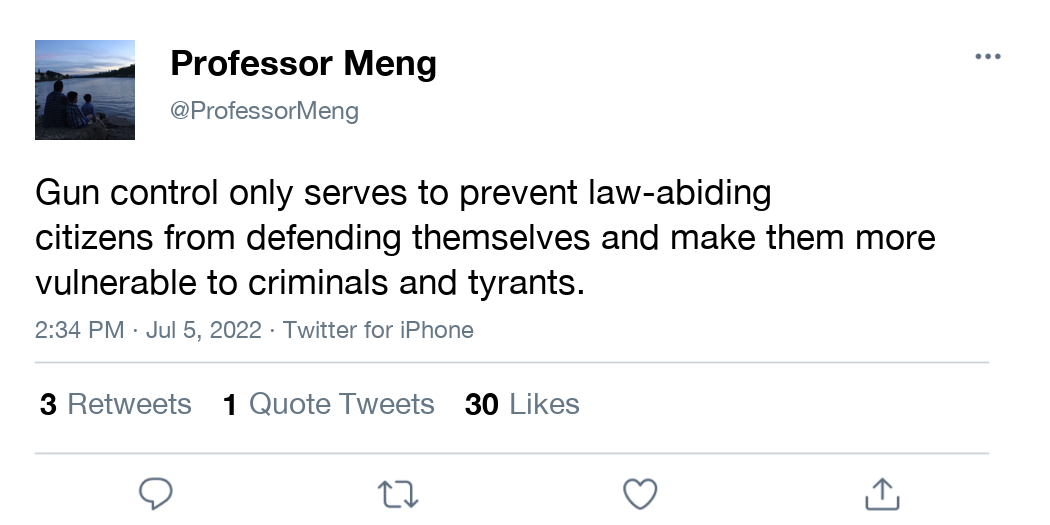 Professor Meng
@ProfessorMeng
Gun control only serves to prevent law-abiding
citizens from defending themselves and make them more
vulnerable to criminals and tyrants.
2:34 PM · Jul 5, 2022 · Twitter for iPhone
3 Retweets 1 Quote Tweets 30 Likes